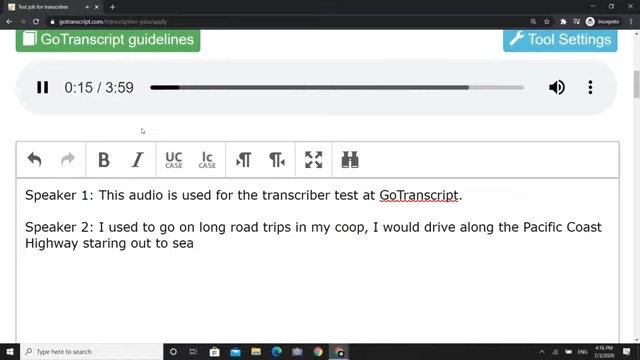 Test job for transcriber
Incognito
gotranscript.com/transcription-jobs/apply
GoTranscript guidelines
Tool Settings
0:15 / 3:59
B I UC CASE lc CASE
Speaker 1: This audio is used for the transcriber test at GoTranscript.
Speaker 2: I used to go on long road trips in my coop, I would drive along the Pacific Coast
Highway staring out to sea
Type here to search
ENG
4:16 PM
7/3/2020